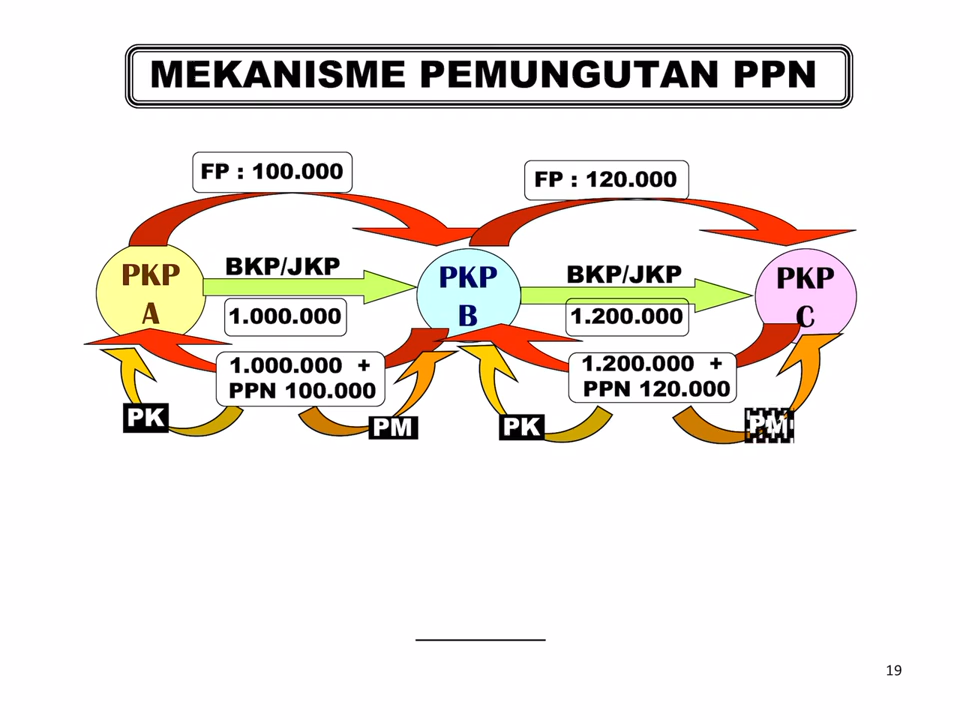 MEKANISME PEMUNGUTAN PPN
FP : 100.000
FP : 120.000
PKP
A
BKP/JKP
1.000.000
PKP
B
BKP/JKP
1.200.000
PKP
C
1.000.000 +
PPN 100.000
1.200.000 +
PPN 120.000
PK
PM
PK
PM
19